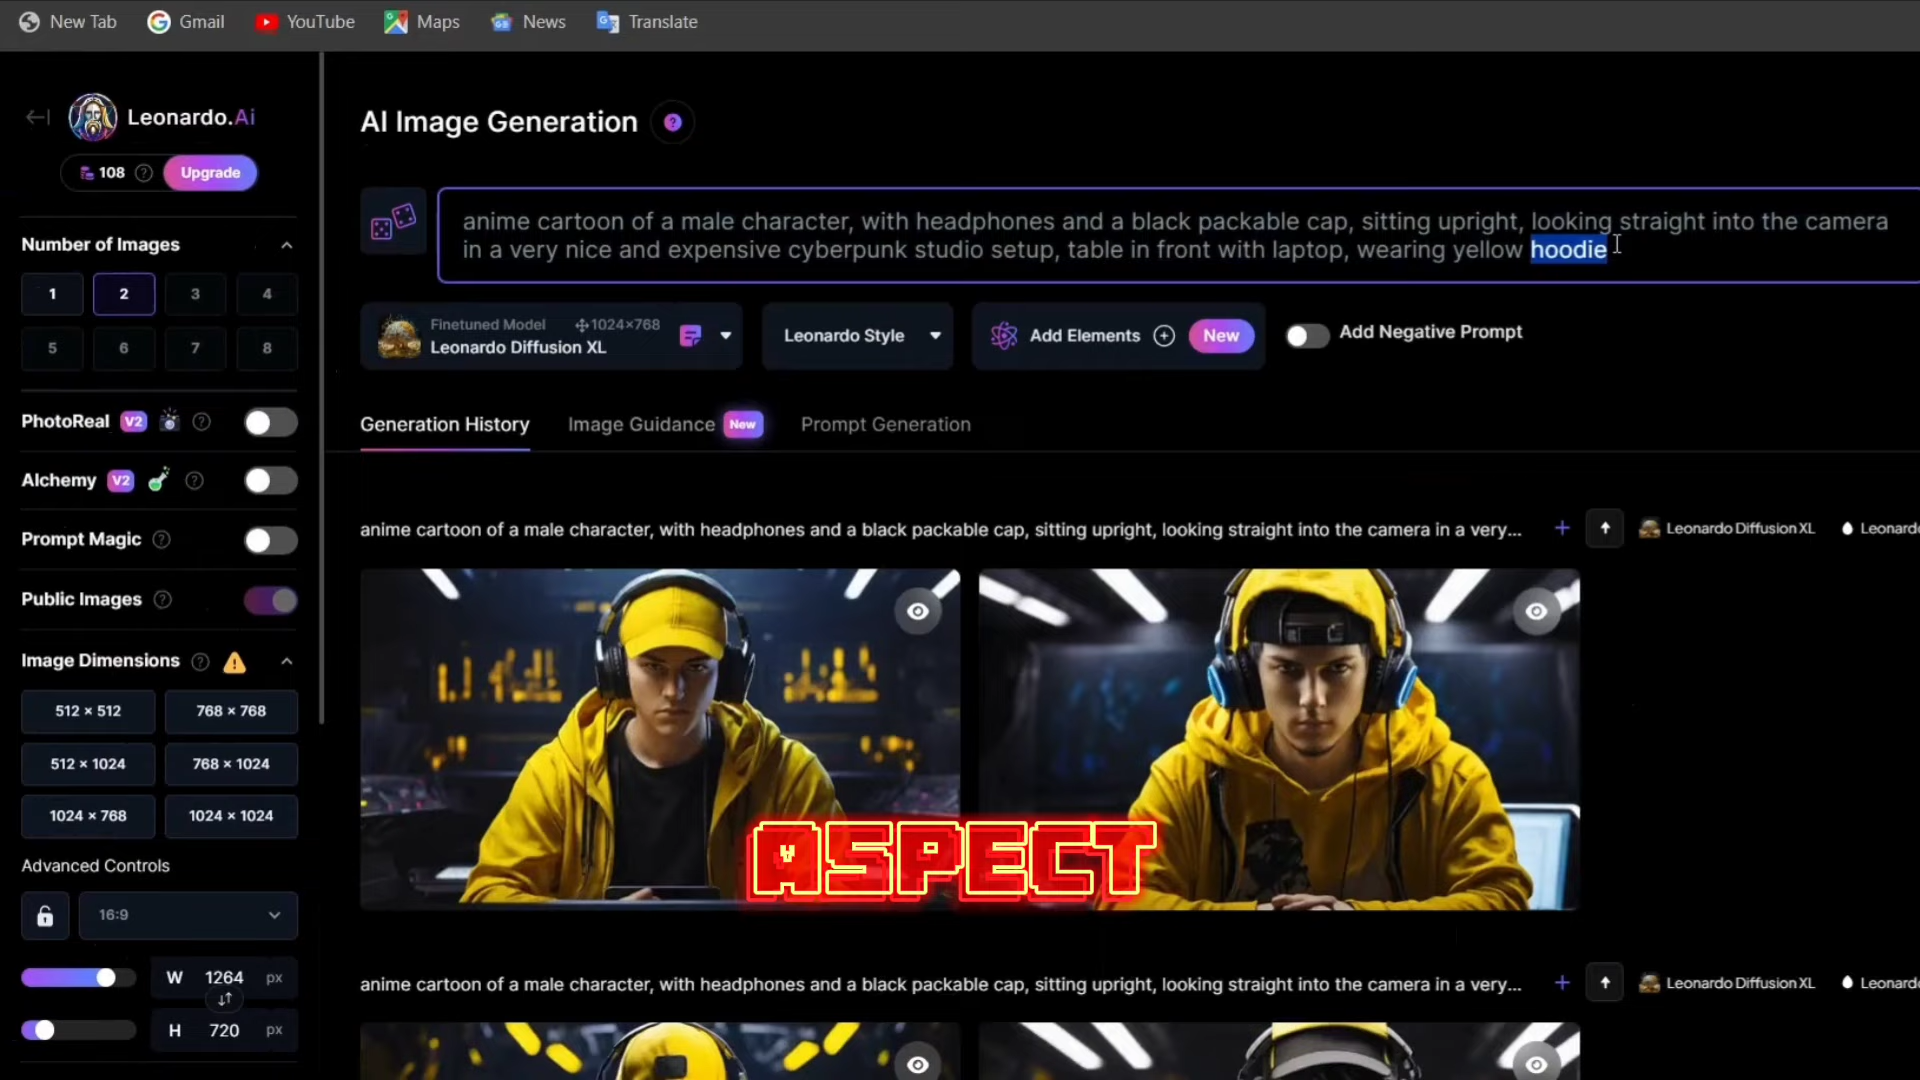 New Tab
Gmail
YouTube
Maps
News
Translate
Leonardo.Ai
108
Upgrade
Number of Images
1 2 3 4
5 6 7 8
PhotoReal V2
Alchemy V2
Prompt Magic
Public Images
Image Dimensions
512 × 512
768 × 768
512 × 1024
768 × 1024
1024 × 768
1024 × 1024
Advanced Controls
16:9
W 1264 px
H 720 px
AI Image Generation
anime cartoon of a male character, with headphones and a black packable cap, sitting upright, looking straight into the camera
in a very nice and expensive cyberpunk studio setup, table in front with laptop, wearing yellow hoodie
Finetuned Model
1024×768
Leonardo Diffusion XL
Leonardo Style
Add Elements
New
Add Negative Prompt
Generation History
Image Guidance New
Prompt Generation
anime cartoon of a male character, with headphones and a black packable cap, sitting upright, looking straight into the camera in a very...
Leonardo Diffusion XL
Leonardo
ASPECT
anime cartoon of a male character, with headphones and a black packable cap, sitting upright, looking straight into the camera in a very...
Leonardo Diffusion XL
Leonardo